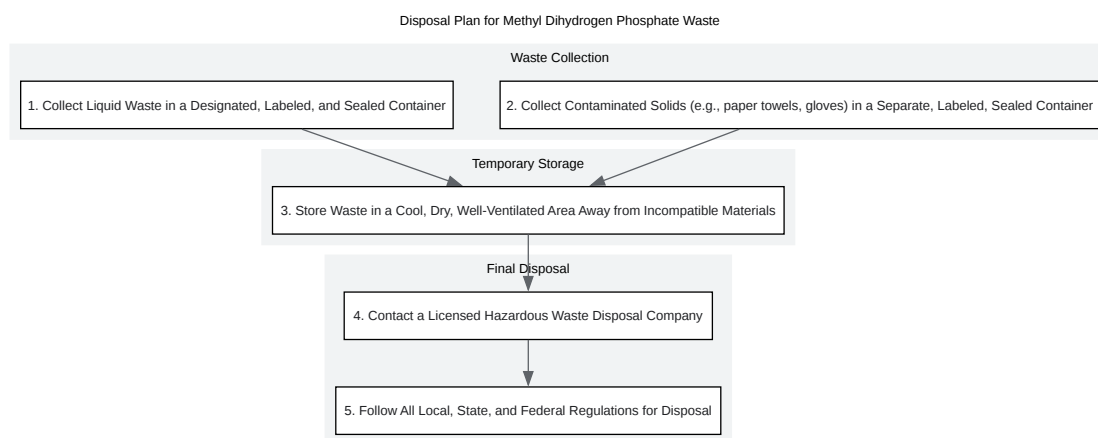 Disposal Plan for Methyl Dihydrogen Phosphate Waste
Waste Collection
1. Collect Liquid Waste in a Designated, Labeled, and Sealed Container
2. Collect Contaminated Solids (e.g., paper towels, gloves) in a Separate, Labeled, Sealed Container
Temporary Storage
3. Store Waste in a Cool, Dry, Well-Ventilated Area Away from Incompatible Materials
Final Disposal
4. Contact a Licensed Hazardous Waste Disposal Company
5. Follow All Local, State, and Federal Regulations for Disposal